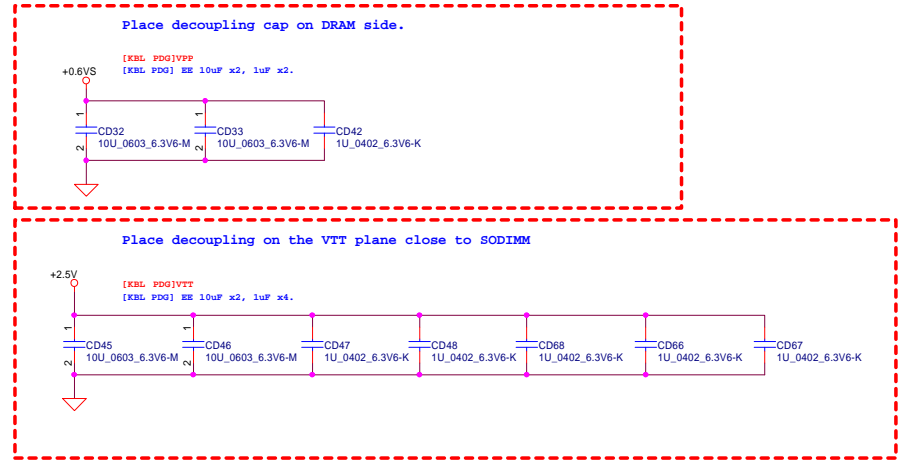 Place decoupling cap on DRAM side.
[KBL PDG]VPP
[KBL PDG] EE 10uF x2, 1uF x2.
+0.6VS
1 1
CD32 CD33 CD42
10U_0603_6.3V6-M 10U_0603_6.3V6-M 1U_0402_6.3V6-K
2 2
Place decoupling on the VTT plane close to SODIMM
+2.5V
[KBL PDG]VTT
[KBL PDG] EE 10uF x2, 1uF x4.
1 1
CD45 CD46 CD47 CD48 CD68 CD66 CD67
10U_0603_6.3V6-M 10U_0603_6.3V6-M 1U_0402_6.3V6-K 1U_0402_6.3V6-K 1U_0402_6.3V6-K 1U_0402_6.3V6-K 1U_0402_6.3V6-K
2 2